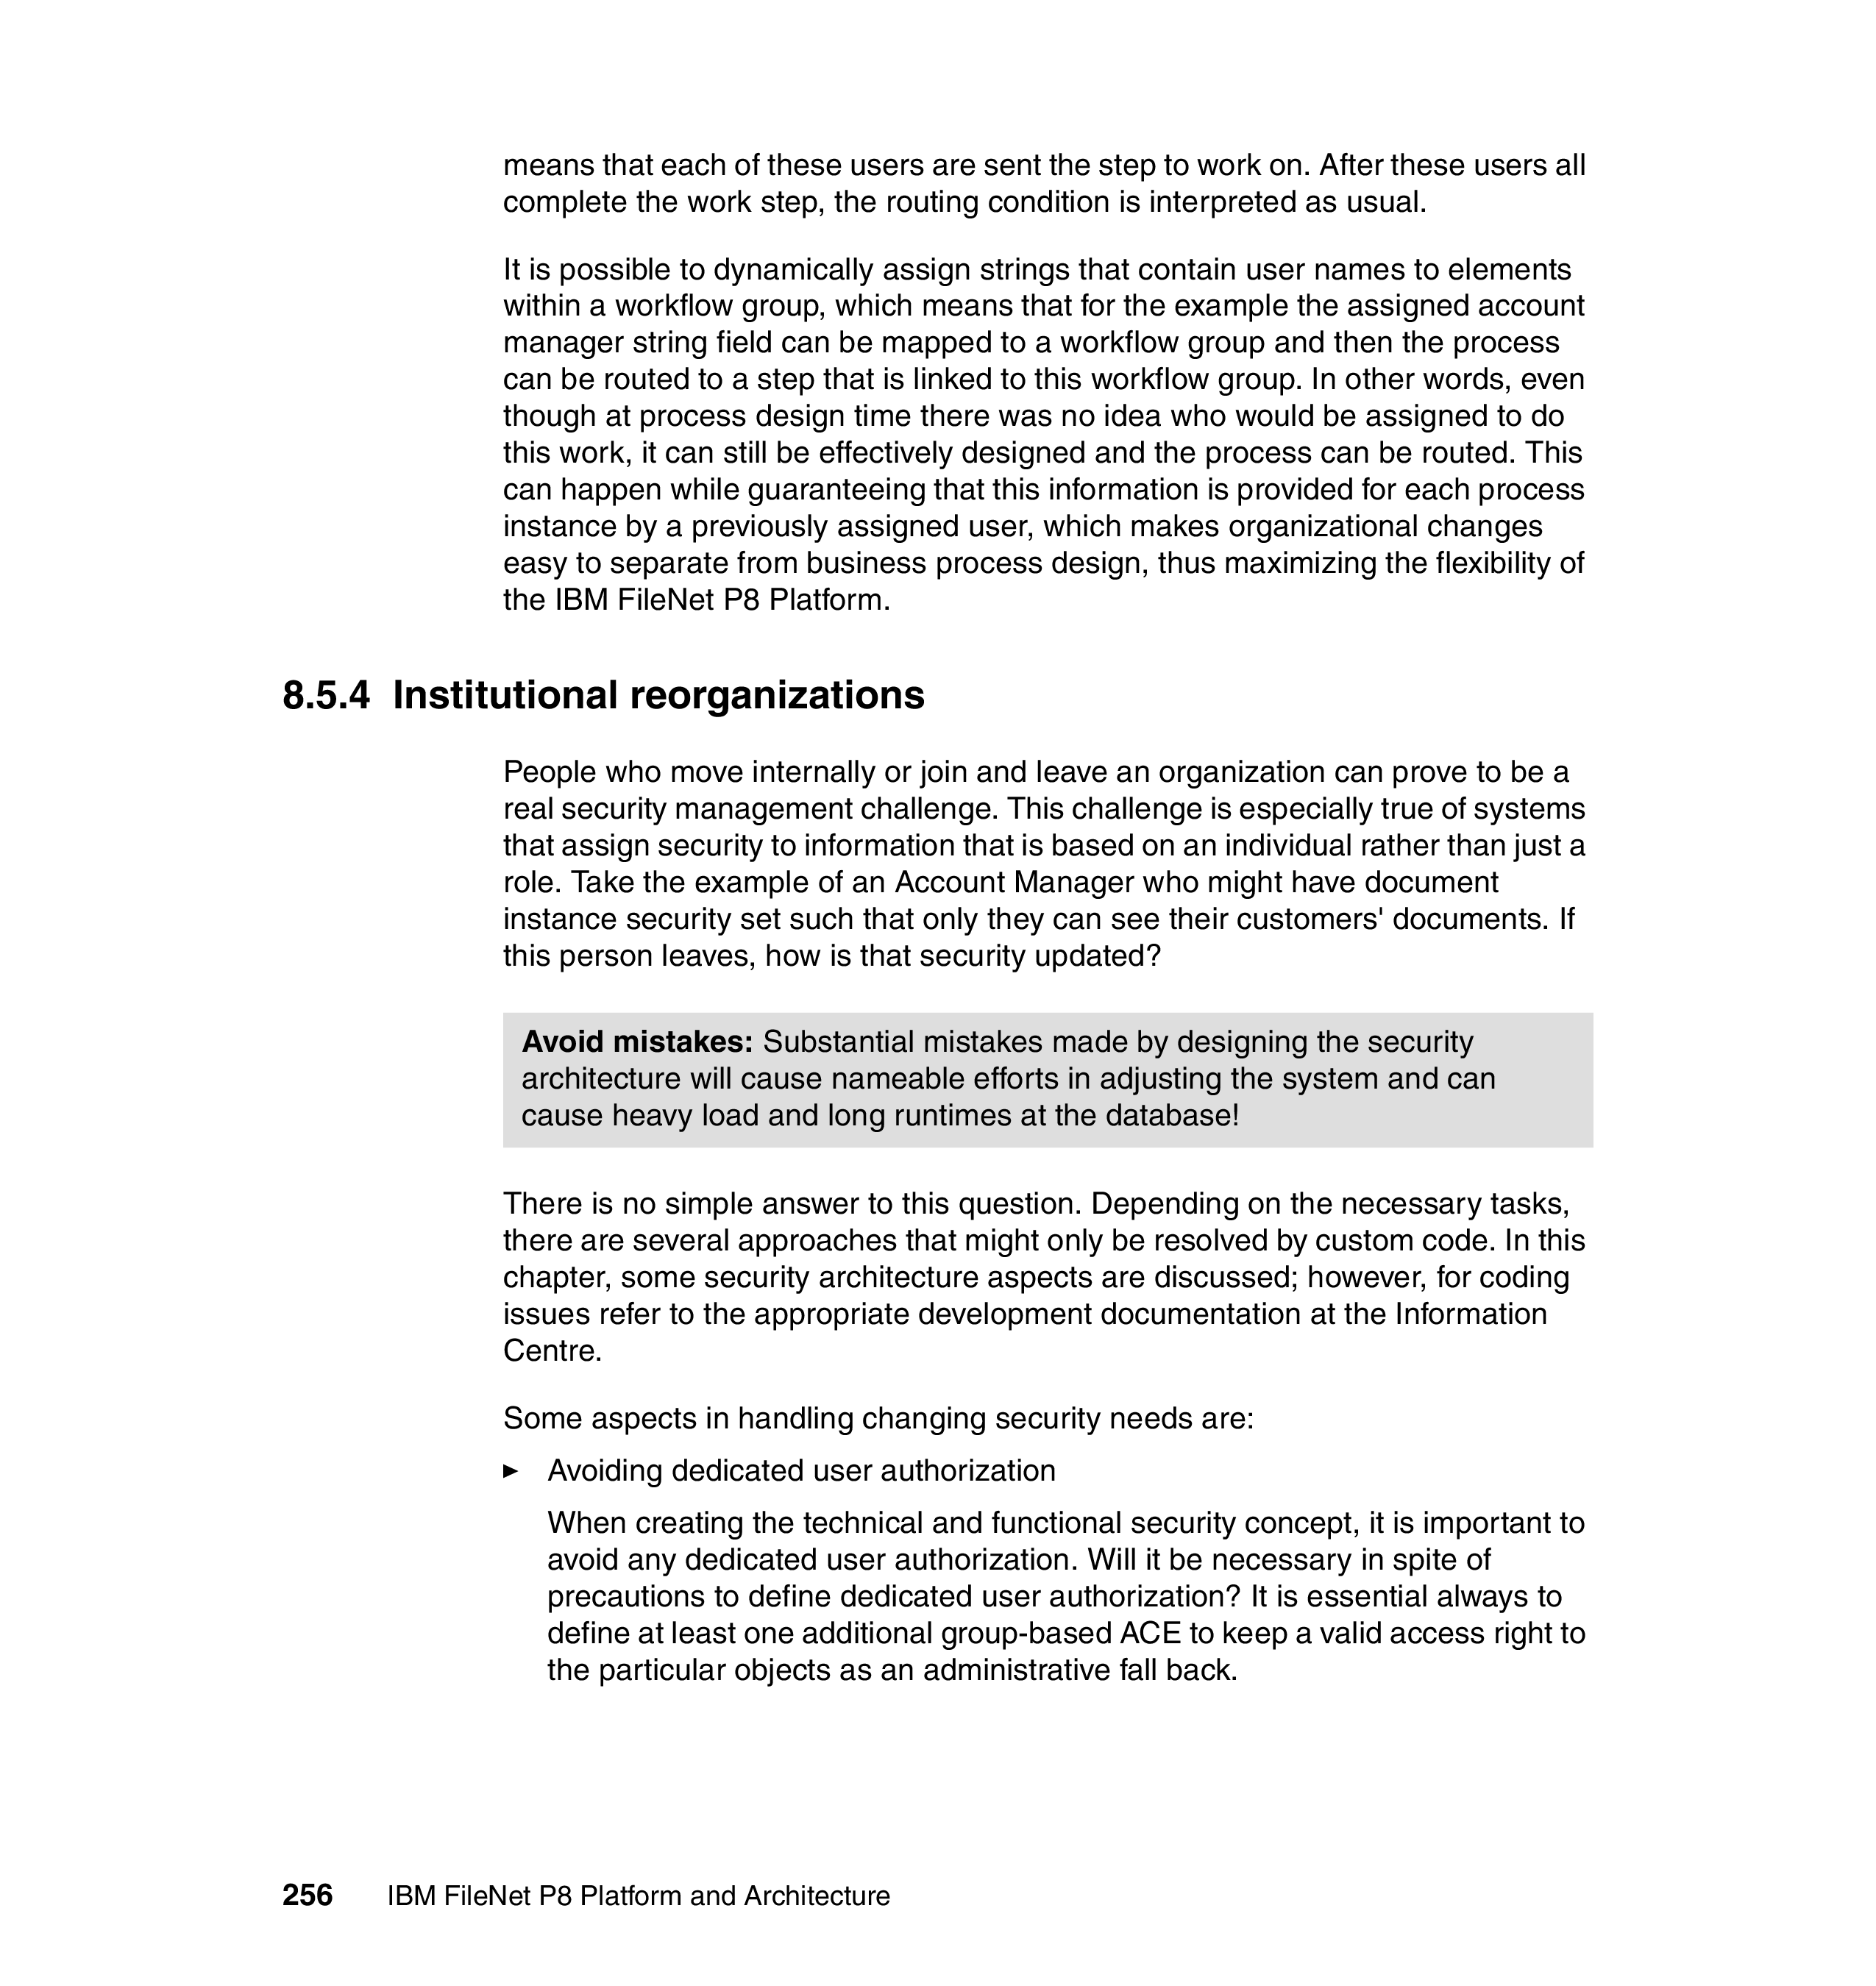 means that each of these users are sent the step to work on. After these users all
complete the work step, the routing condition is interpreted as usual.
It is possible to dynamically assign strings that contain user names to elements
within a workflow group, which means that for the example the assigned account
manager string field can be mapped to a workflow group and then the process
can be routed to a step that is linked to this workflow group. In other words, even
though at process design time there was no idea who would be assigned to do
this work, it can still be effectively designed and the process can be routed. This
can happen while guaranteeing that this information is provided for each process
instance by a previously assigned user, which makes organizational changes
easy to separate from business process design, thus maximizing the flexibility of
the IBM FileNet P8 Platform.
8.5.4 Institutional reorganizations
People who move internally or join and leave an organization can prove to be a
real security management challenge. This challenge is especially true of systems
that assign security to information that is based on an individual rather than just a
role. Take the example of an Account Manager who might have document
instance security set such that only they can see their customers' documents. If
this person leaves, how is that security updated?
Avoid mistakes: Substantial mistakes made by designing the security
architecture will cause nameable efforts in adjusting the system and can
cause heavy load and long runtimes at the database!
There is no simple answer to this question. Depending on the necessary tasks,
there are several approaches that might only be resolved by custom code. In this
chapter, some security architecture aspects are discussed; however, for coding
issues refer to the appropriate development documentation at the Information
Centre.
Some aspects in handling changing security needs are:
► Avoiding dedicated user authorization
When creating the technical and functional security concept, it is important to
avoid any dedicated user authorization. Will it be necessary in spite of
precautions to define dedicated user authorization? It is essential always to
define at least one additional group-based ACE to keep a valid access right to
the particular objects as an administrative fall back.
256 IBM FileNet P8 Platform and Architecture